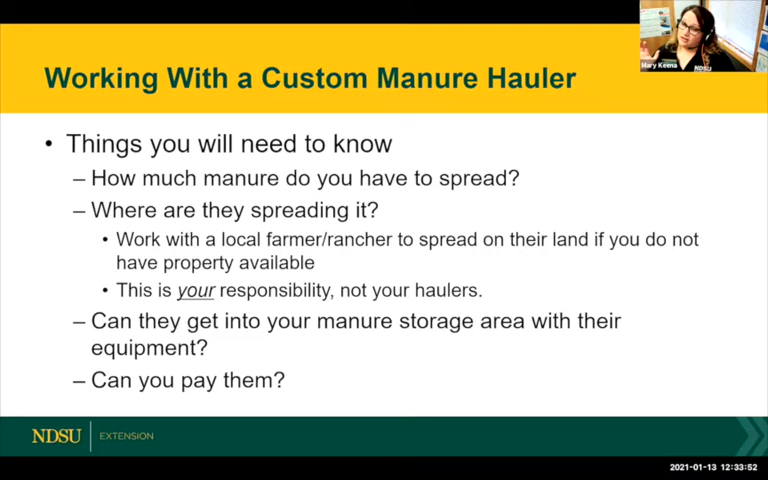 Mary Keena
NDSU
Working With a Custom Manure Hauler
• Things you will need to know
– How much manure do you have to spread?
– Where are they spreading it?
• Work with a local farmer/rancher to spread on their land if you do not
have property available
• This is your responsibility, not your haulers.
– Can they get into your manure storage area with their
equipment?
– Can you pay them?
NDSU EXTENSION
2021-01-13 12:33:52